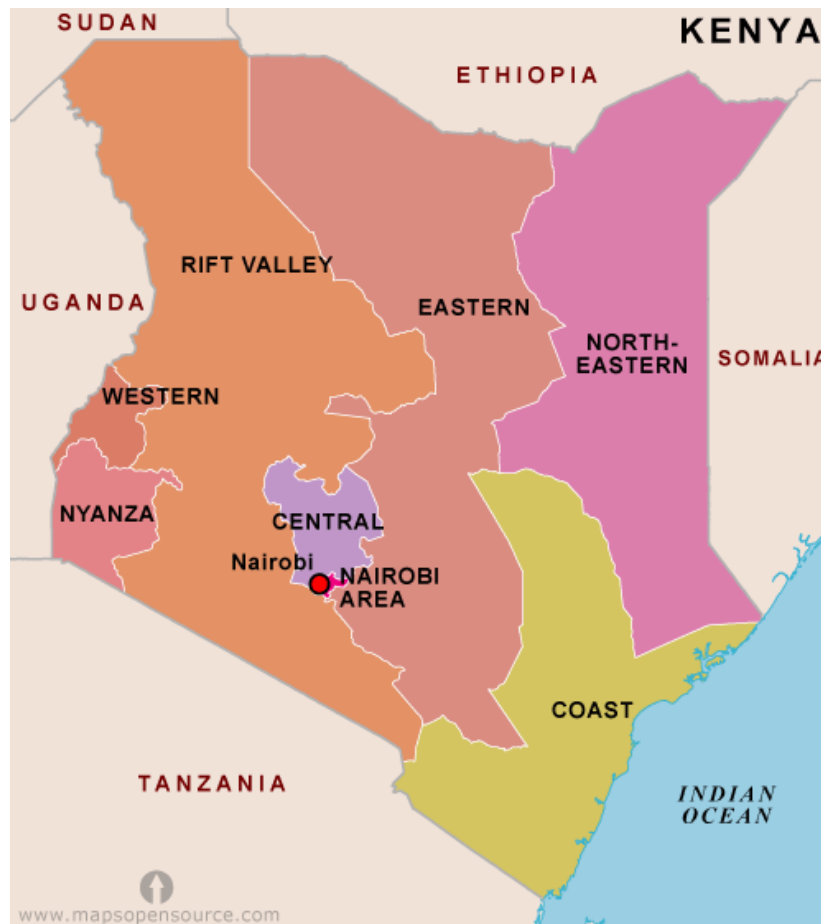 SUDAN
KENYA
ETHIOPIA
RIFT VALLEY
UGANDA
EASTERN
NORTH-
EASTERN
SOMALIA
WESTERN
NYANZA
CENTRAL
Nairobi
NAIROBI
AREA
COAST
TANZANIA
INDIAN
OCEAN
www.mapsopensource.com